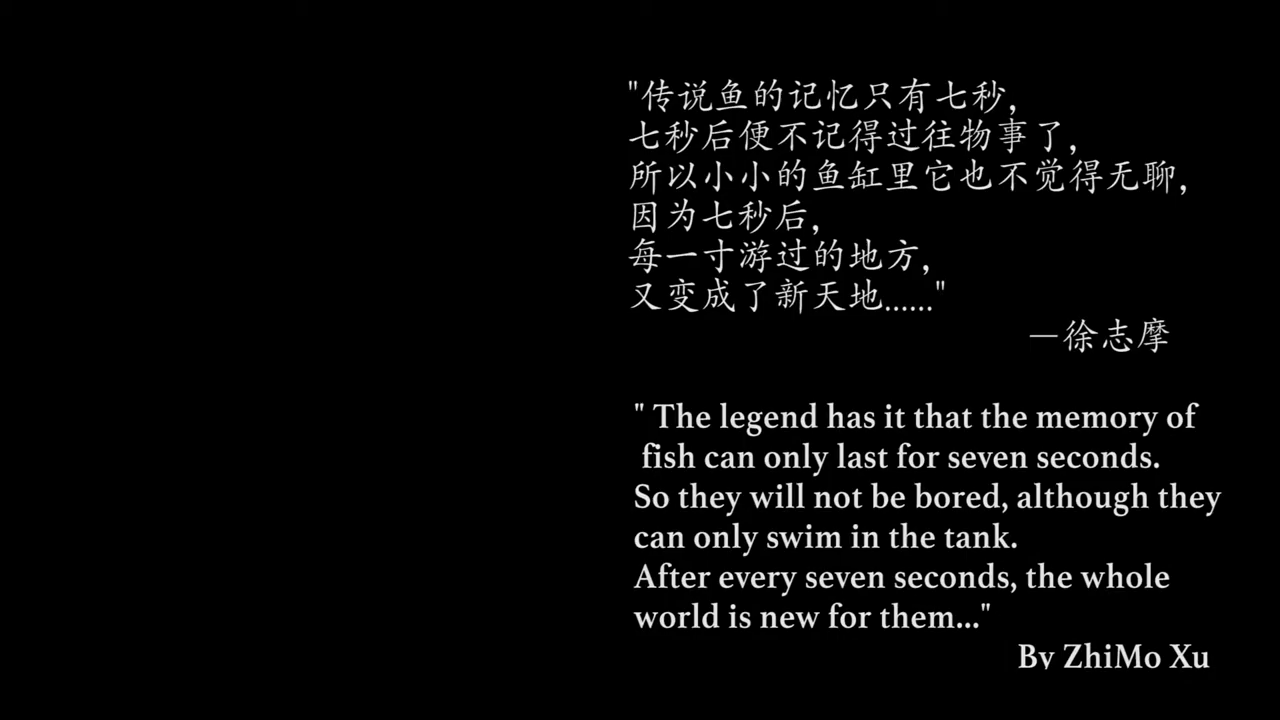 "传说鱼的记忆只有七秒,
七秒后便不记得过往物事了,
所以小小的鱼缸里它也不觉得无聊,
因为七秒后,
每一寸游过的地方,
又变成了新天地......"
—徐志摩
" The legend has it that the memory of
fish can only last for seven seconds.
So they will not be bored, although they
can only swim in the tank.
After every seven seconds, the whole
world is new for them..."
By ZhiMo Xu